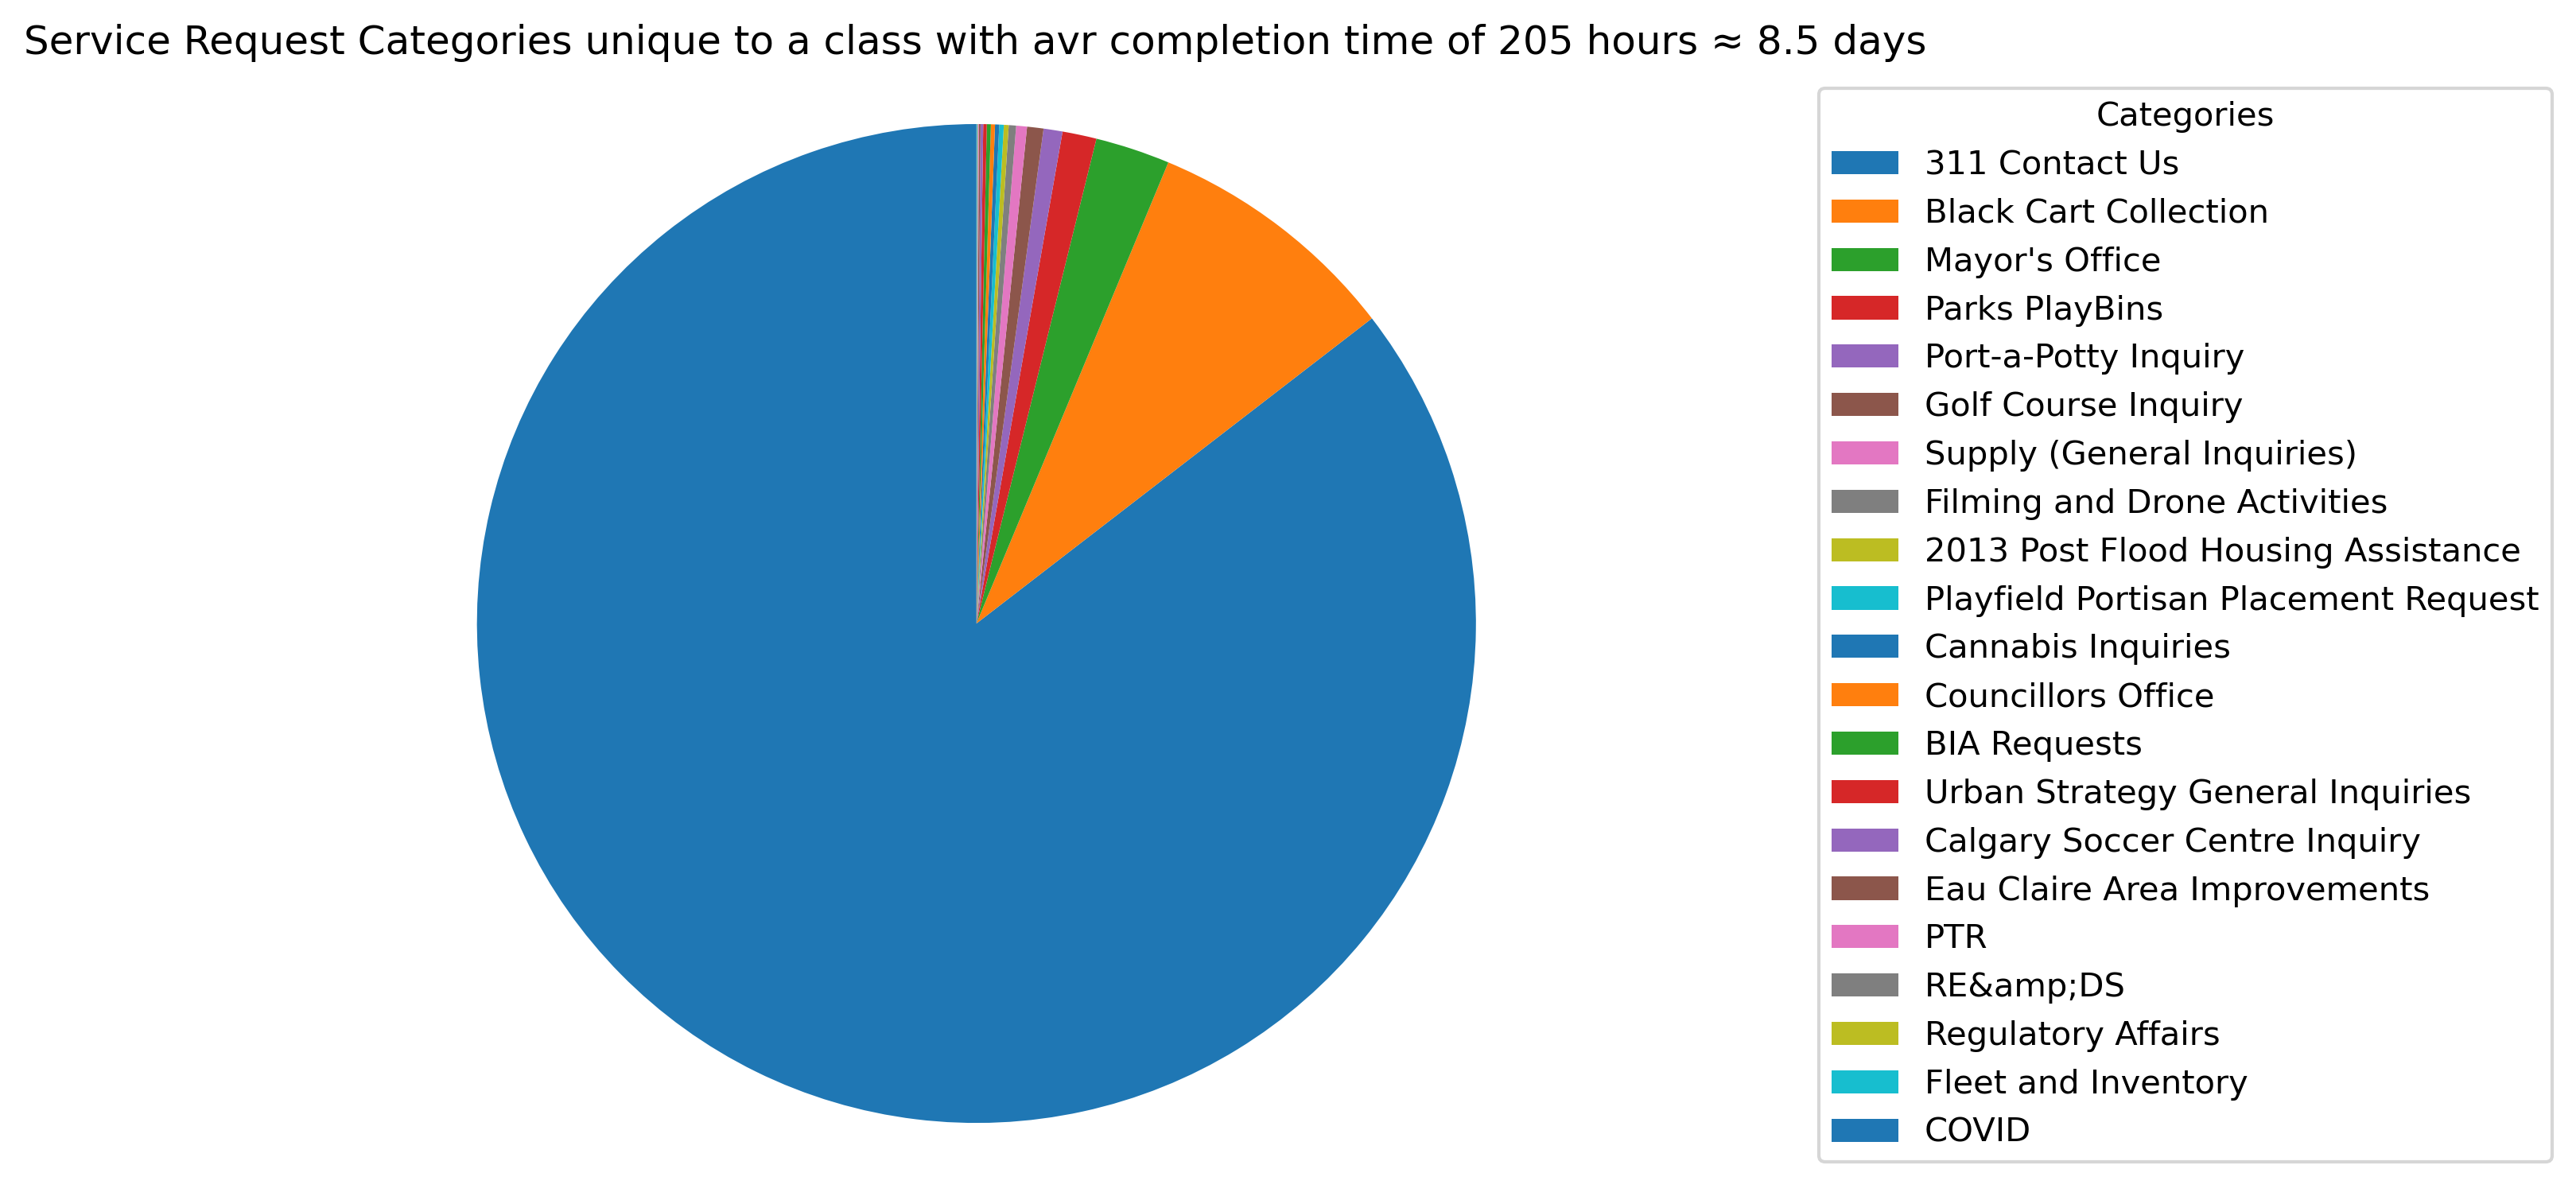 Service Request Categories unique to a class with avr completion time of 205 hours ≈ 8.5 days
Categories
311 Contact Us
Black Cart Collection
Mayor's Office
Parks PlayBins
Port-a-Potty Inquiry
Golf Course Inquiry
Supply (General Inquiries)
Filming and Drone Activities
2013 Post Flood Housing Assistance
Playfield Portisan Placement Request
Cannabis Inquiries
Councillors Office
BIA Requests
Urban Strategy General Inquiries
Calgary Soccer Centre Inquiry
Eau Claire Area Improvements
PTR
RE&amp;DS
Regulatory Affairs
Fleet and Inventory
COVID